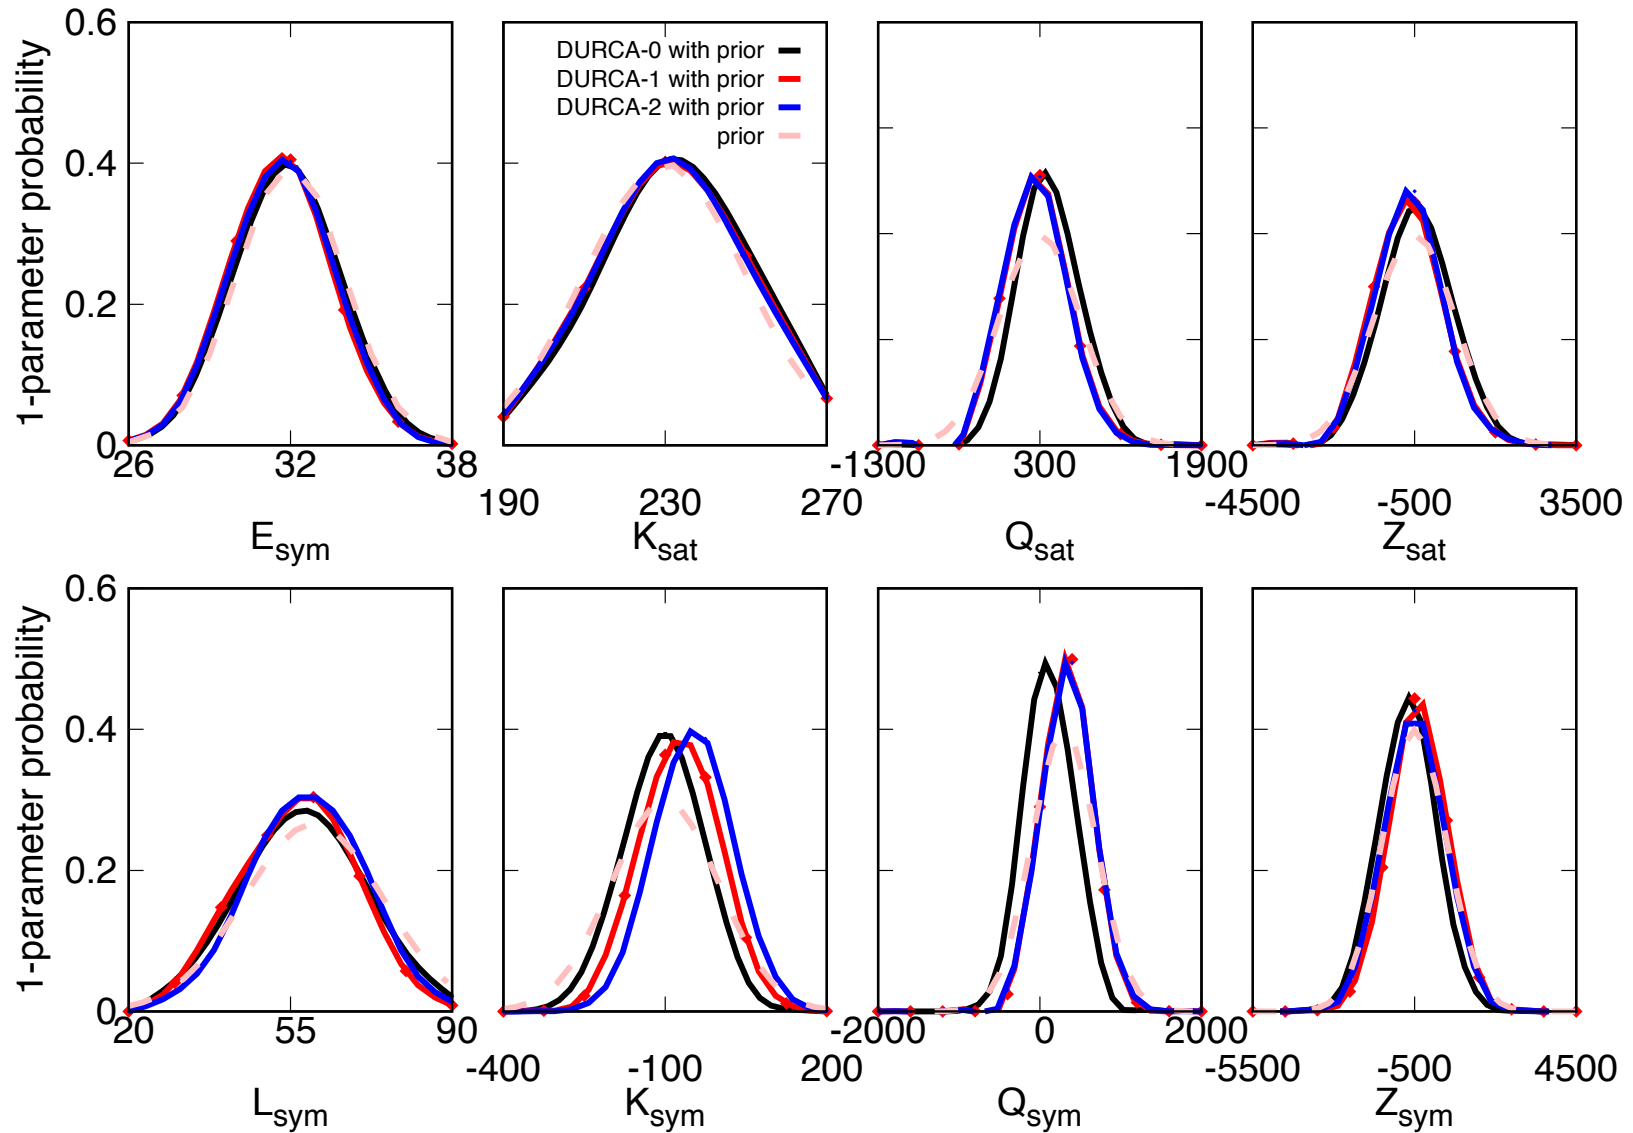 0.6
0.4
0.2
0
1-parameter probability
DURCA-0 with prior
DURCA-1 with prior
DURCA-2 with prior
prior
26 32 38
190 230 270
-1300 300 1900
-4500 -500 3500
E_sym
K_sat
Q_sat
Z_sat
0.6
0.4
0.2
0
1-parameter probability
20 55 90
-400 -100 200
-2000 0 2000
-5500 -500 4500
L_sym
K_sym
Q_sym
Z_sym